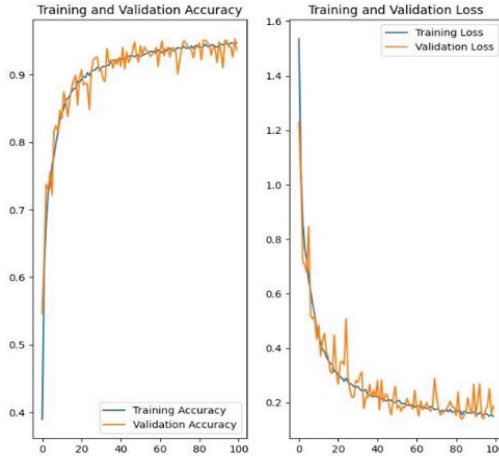 Training and Validation Accuracy
0.9
0.8
0.7
0.6
0.5
0.4
0 20 40 60 80 100
Training Accuracy
Validation Accuracy
Training and Validation Loss
1.6
1.4
1.2
1.0
0.8
0.6
0.4
0.2
0 20 40 60 80 100
Training Loss
Validation Loss